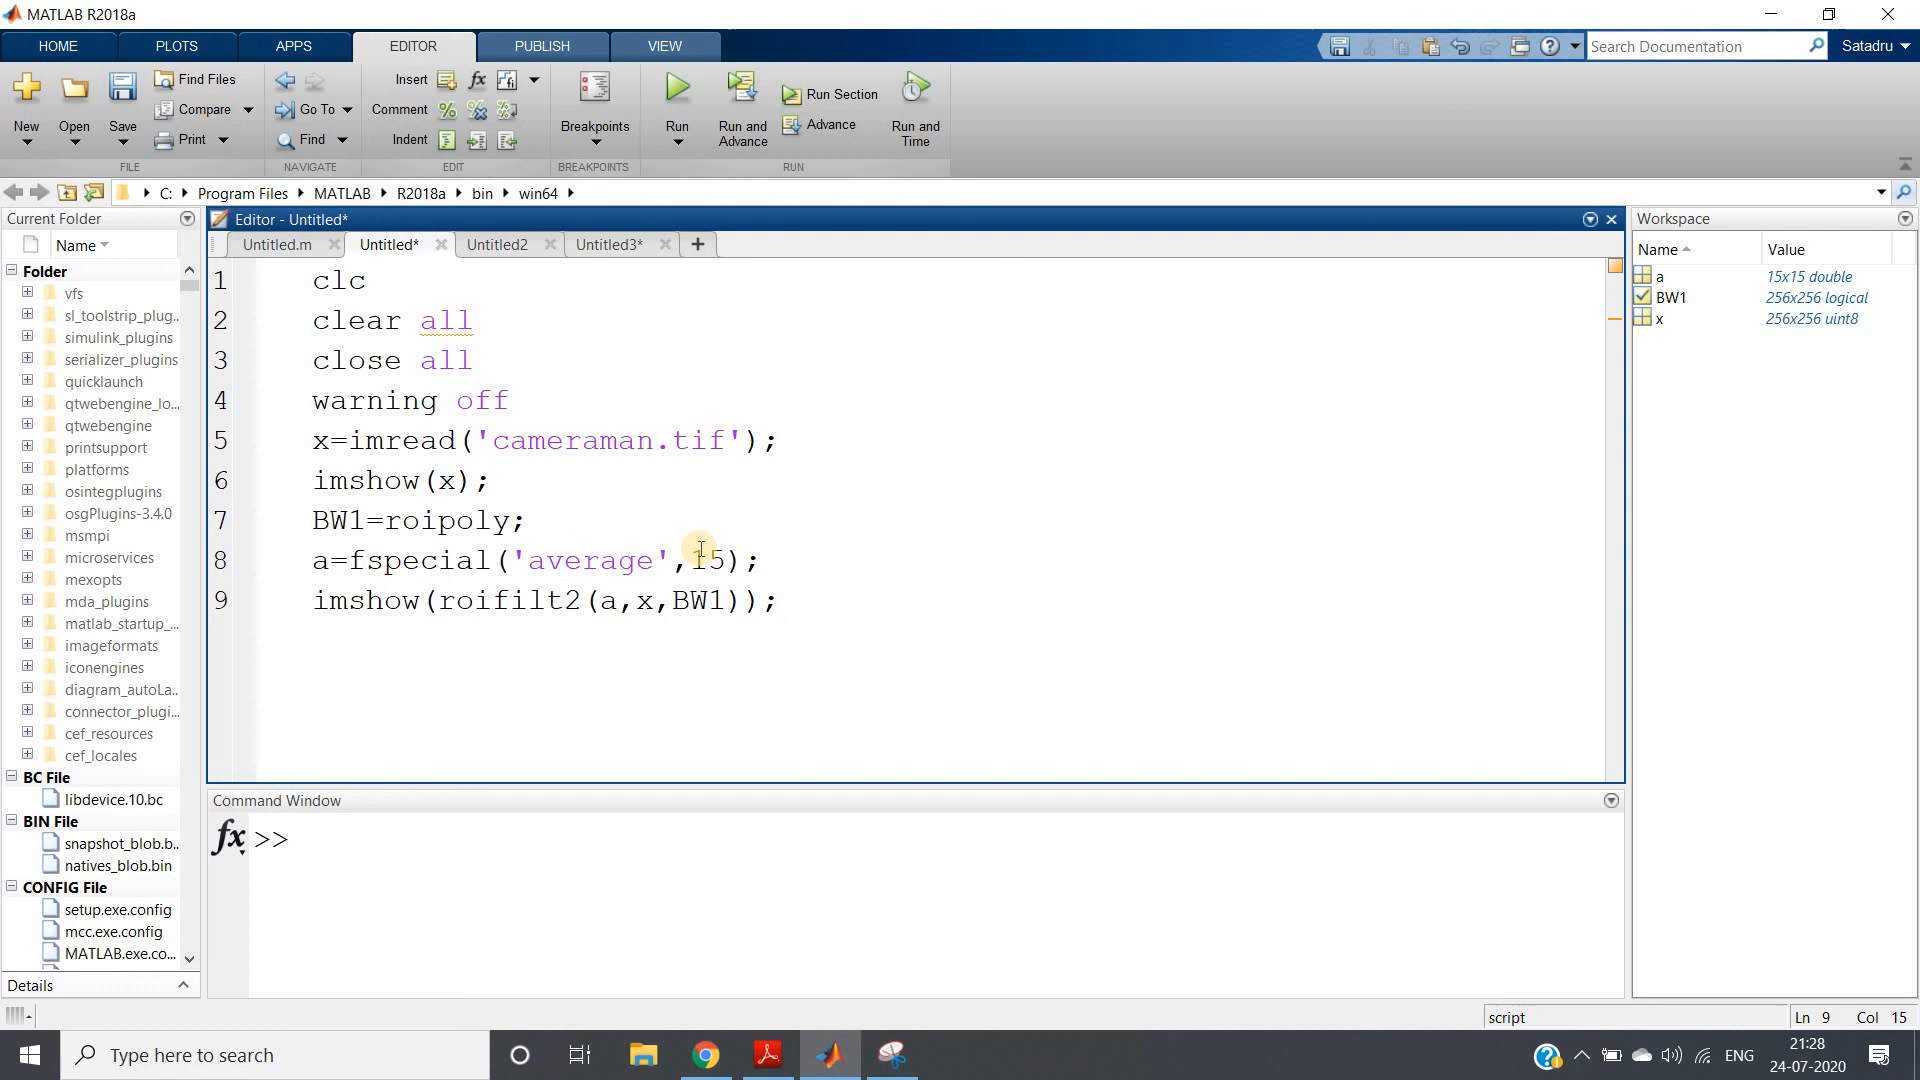 MATLAB R2018a
HOME PLOTS APPS EDITOR PUBLISH VIEW
Search Documentation
Satadru
New Open Save
Find Files
Compare
Print
FILE
Go To
Find
NAVIGATE
Insert
Comment
Indent
EDIT
Breakpoints
BREAKPOINTS
Run
Run and Advance
Run Section
Advance
Run and Time
RUN
C: Program Files MATLAB R2018a bin win64
Current Folder
Name
Folder
vfs
sl_toolstrip_plug..
simulink_plugins
serializer_plugins
quicklaunch
qtwebengine_lo...
qtwebengine
printsupport
platforms
osintegplugins
osgPlugins-3.4.0
msmpi
microservices
mexopts
mda_plugins
matlab_startup_...
imageformats
iconengines
diagram_autoLa..
connector_plugi...
cef_resources
cef_locales
BC File
libdevice.10.bc
BIN File
snapshot_blob.b..
natives_blob.bin
CONFIG File
setup.exe.config
mcc.exe.config
MATLAB.exe.co...
Details
Editor - Untitled*
Untitled.m Untitled* Untitled2 Untitled3* +
1 clc
2 clear all
3 close all
4 warning off
5 x=imread('cameraman.tif');
6 imshow(x);
7 BW1=roipoly;
8 a=fspecial('average',15);
9 imshow(roifilt2(a,x,BW1));
Command Window
fx >>
Workspace
Name Value
a 15x15 double
BW1 256x256 logical
x 256x256 uint8
script Ln 9 Col 15
Type here to search
ENG
21:28
24-07-2020